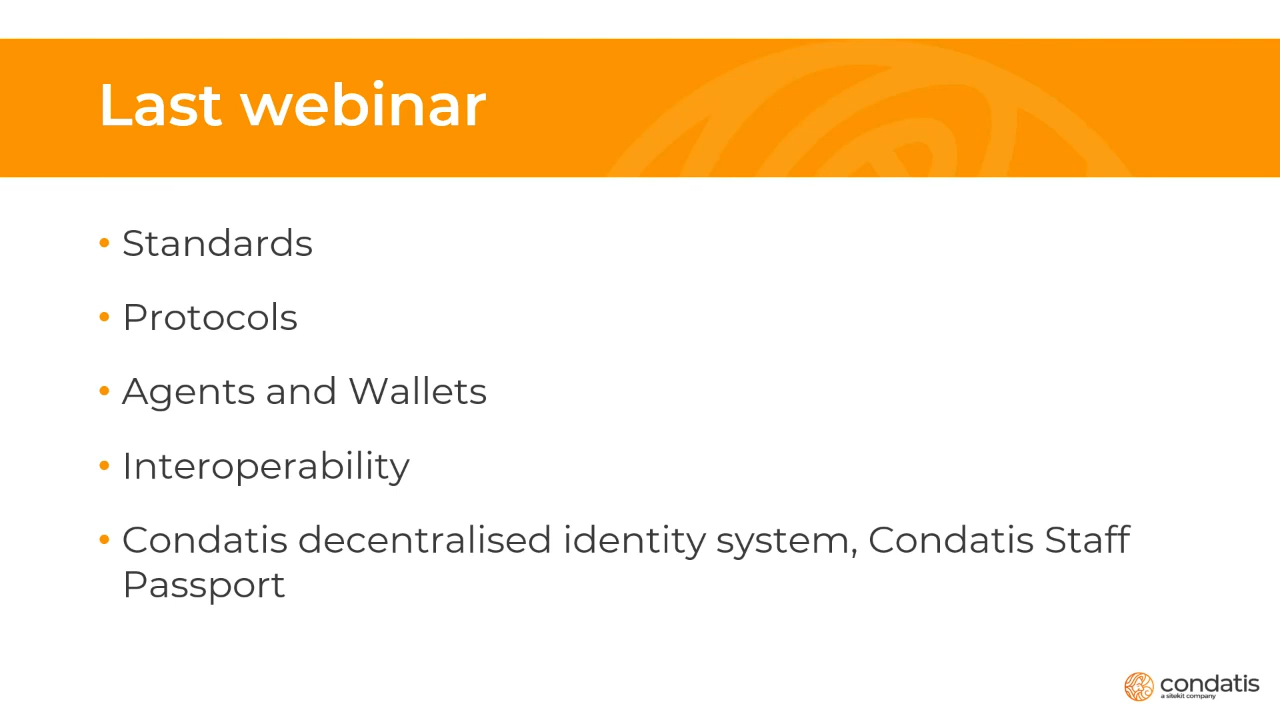 Last webinar
• Standards
• Protocols
• Agents and Wallets
• Interoperability
• Condatis decentralised identity system, Condatis Staff
Passport
condatis
a sitekit company